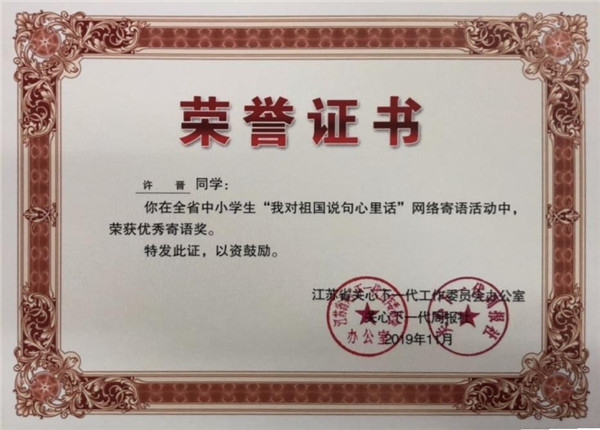 荣誉证书
许 晋 同学：
你在全省中小学生“我对祖国说句心里话”网络寄语活动中，
荣获优秀寄语奖。
特发此证，以资鼓励。
江苏省关心下一代工作委员会办公室
关心下一代周报社
2019年11月
办公室